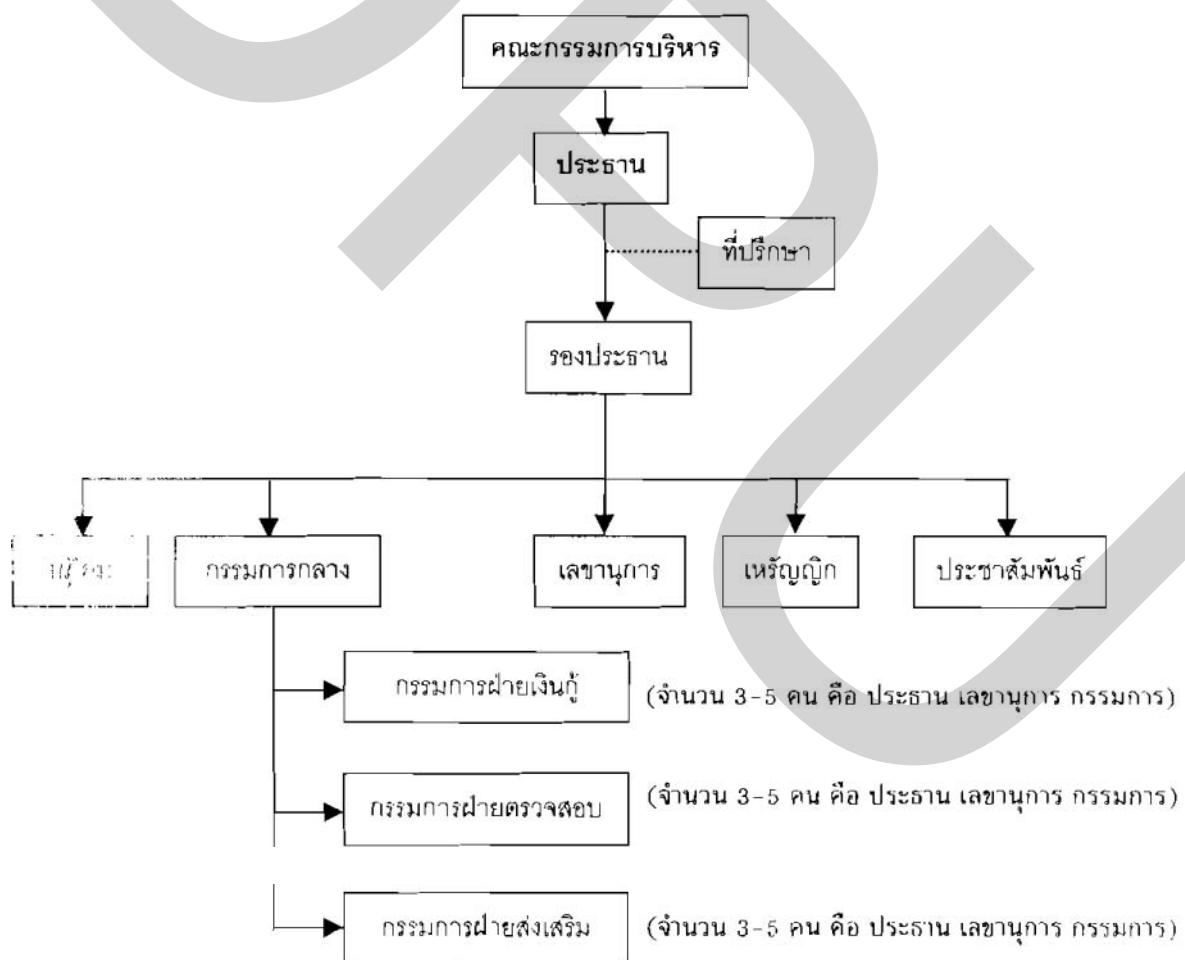 คณะกรรมการบริหาร
ประธาน
ที่ปรึกษา
รองประธาน
กรรมการกลาง
เลขานุการ
เหรัญญิก
ประชาสัมพันธ์
กรรมการฝ่ายเงินกู้
(จำนวน 3-5 คน คือ ประธาน เลขานุการ กรรมการ)
กรรมการฝ่ายตรวจสอบ
(จำนวน 3-5 คน คือ ประธาน เลขานุการ กรรมการ)
กรรมการฝ่ายส่งเสริม
(จำนวน 3-5 คน คือ ประธาน เลขานุการ กรรมการ)